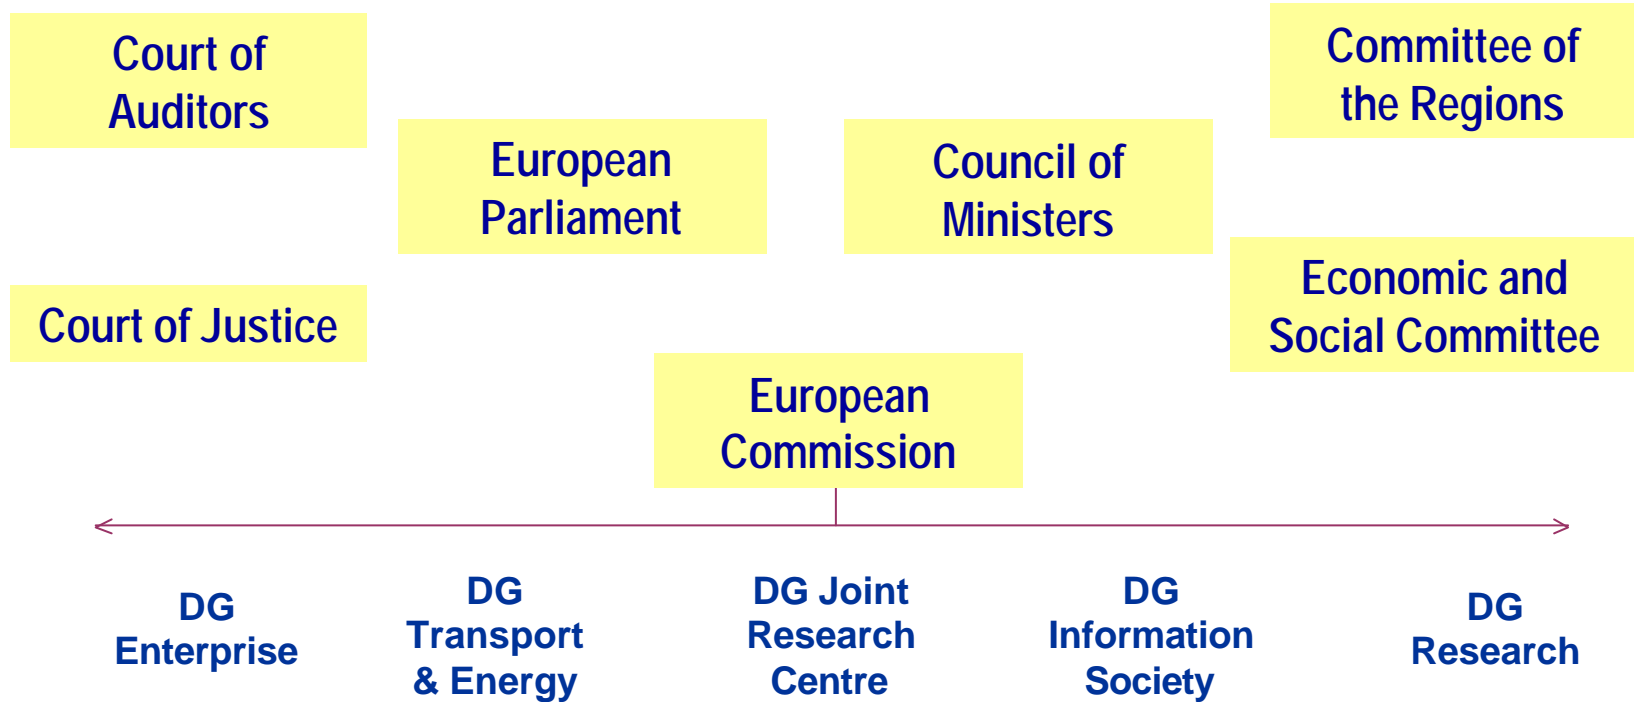 Court of
Auditors
Committee of
the Regions
European
Parliament
Council of
Ministers
Court of Justice
Economic and
Social Committee
European
Commission
DG
Enterprise
DG
Transport
& Energy
DG Joint
Research
Centre
DG
Information
Society
DG
Research